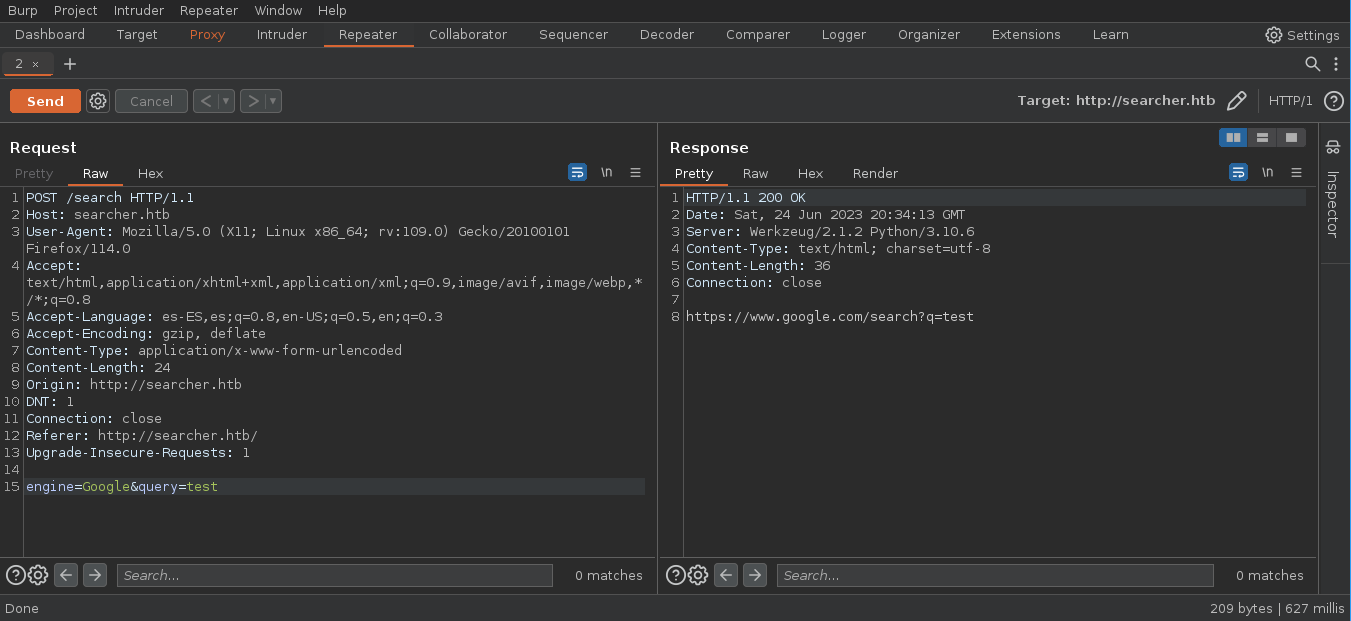 Burp Project Intruder Repeater Window Help
Dashboard Target Proxy Intruder Repeater Collaborator Sequencer Decoder Comparer Logger Organizer Extensions Learn Settings
2 × +
Send Cancel < > Target: http://searcher.htb HTTP/1 ?
Request
Pretty Raw Hex \n
1 POST /search HTTP/1.1
2 Host: searcher.htb
3 User-Agent: Mozilla/5.0 (X11; Linux x86_64; rv:109.0) Gecko/20100101
Firefox/114.0
4 Accept:
text/html,application/xhtml+xml,application/xml;q=0.9,image/avif,image/webp,*
/*;q=0.8
5 Accept-Language: es-ES,es;q=0.8,en-US;q=0.5,en;q=0.3
6 Accept-Encoding: gzip, deflate
7 Content-Type: application/x-www-form-urlencoded
8 Content-Length: 24
9 Origin: http://searcher.htb
10 DNT: 1
11 Connection: close
12 Referer: http://searcher.htb/
13 Upgrade-Insecure-Requests: 1
14
15 engine=Google&query=test
? Search... 0 matches
Response
Pretty Raw Hex Render \n
1 HTTP/1.1 200 OK
2 Date: Sat, 24 Jun 2023 20:34:13 GMT
3 Server: Werkzeug/2.1.2 Python/3.10.6
4 Content-Type: text/html; charset=utf-8
5 Content-Length: 36
6 Connection: close
7
8 https://www.google.com/search?q=test
? Search... 0 matches
Inspector
Done 209 bytes | 627 millis